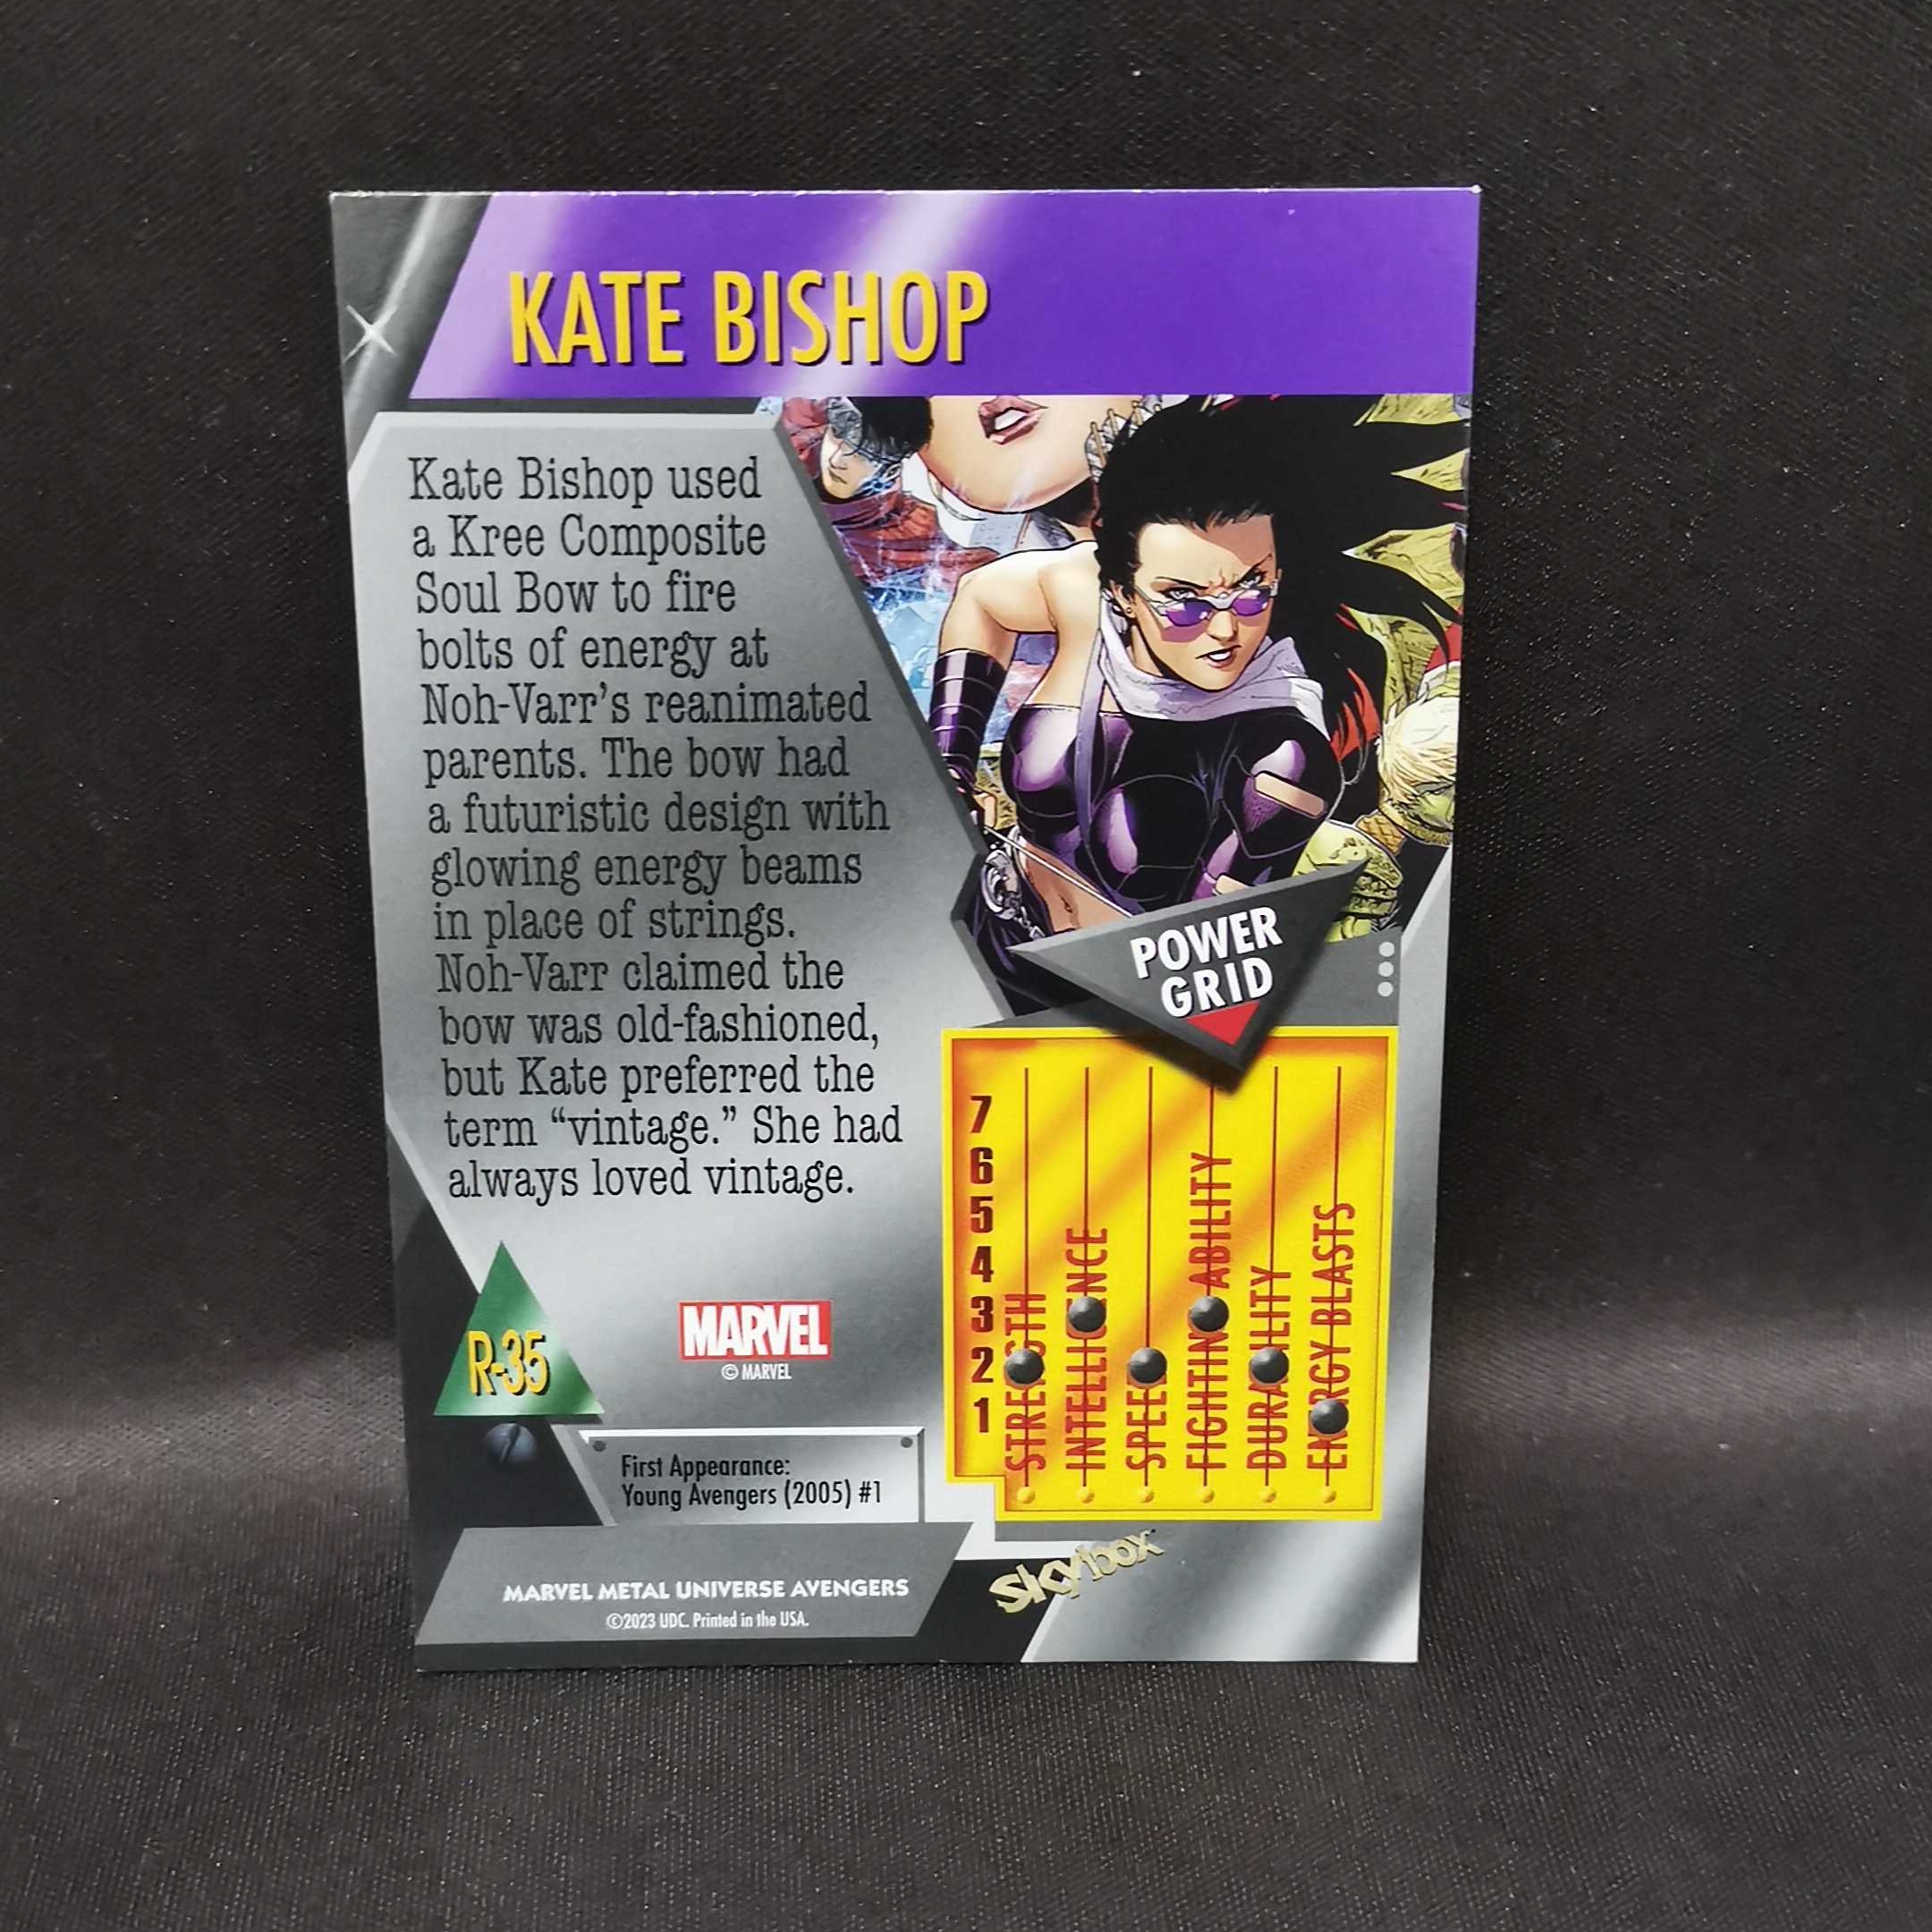 KATE BISHOP
Kate Bishop used
a Kree Composite
Soul Bow to fire
bolts of energy at
Noh-Varr’s reanimated
parents. The bow had
a futuristic design with
glowing energy beams
in place of strings.
Noh-Varr claimed the
bow was old-fashioned,
but Kate preferred the
term “vintage.” She had
always loved vintage.
POWER
GRID
7
6
5
4
3
2
1
STRENGTH
INTELLIGENCE
SPEED
FIGHTING ABILITY
DURABILITY
ENERGY BLASTS
R-35
MARVEL
© MARVEL
First Appearance:
Young Avengers (2005) #1
MARVEL METAL UNIVERSE AVENGERS
©2023 UDC. Printed in the USA.
skybox